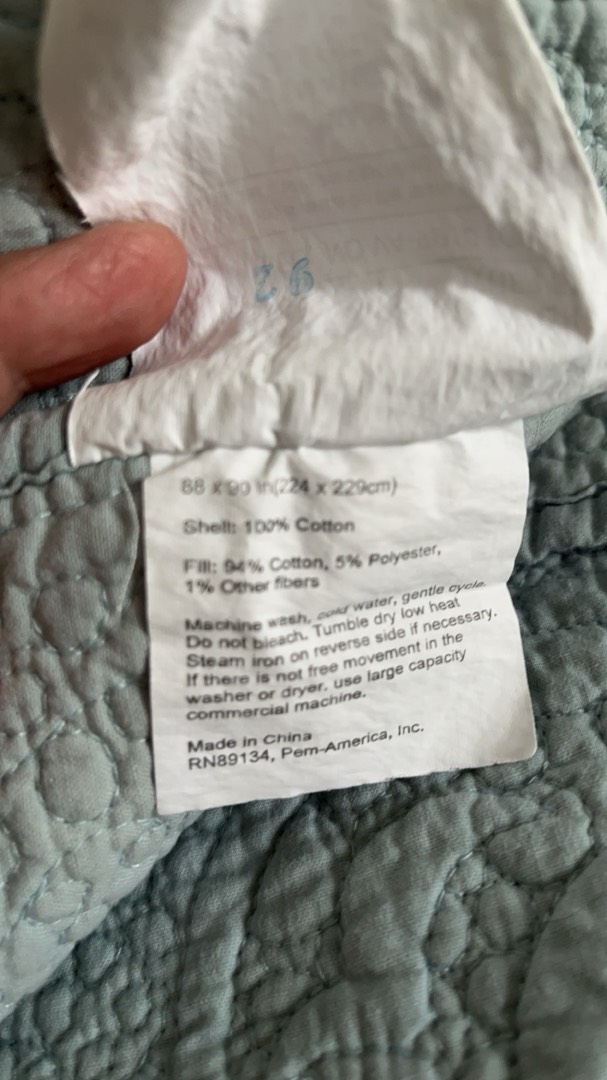 26
88 x 90 in(224 x 229cm)
Shell: 100% Cotton
Fill: 94% Cotton, 5% Polyester,
1% Other fibers
Machine wash, cold water, gentle cycle.
Do not bleach. Tumble dry low heat
Steam iron on reverse side if necessary.
If there is not free movement in the
washer or dryer, use large capacity
commercial machine.
Made in China
RN89134, Pem-America, Inc.